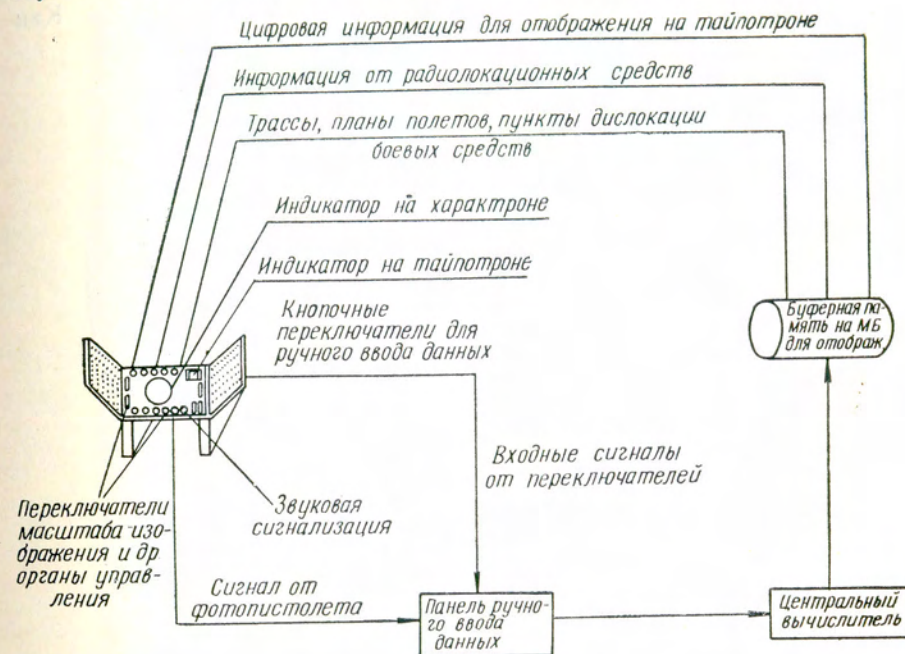 Цифровая информация для отображения на тайпотроне
Информация от радиолокационных средств
Трассы, планы полетов, пункты дислокации
боевых средств
Индикатор на характроне
Индикатор на тайпотроне
Кнопочные
переключатели для
ручного ввода данных
Буферная па-
мять на МБ
для отображ.
Входные сигналы
от переключателей
Переключатели
масштаба изо-
бражения и др
органы управ-
ления
Звуковая
сигнализация
Сигнал от
фотопистолета
Панель ручно-
го ввода
данных
Центральный
вычислитель